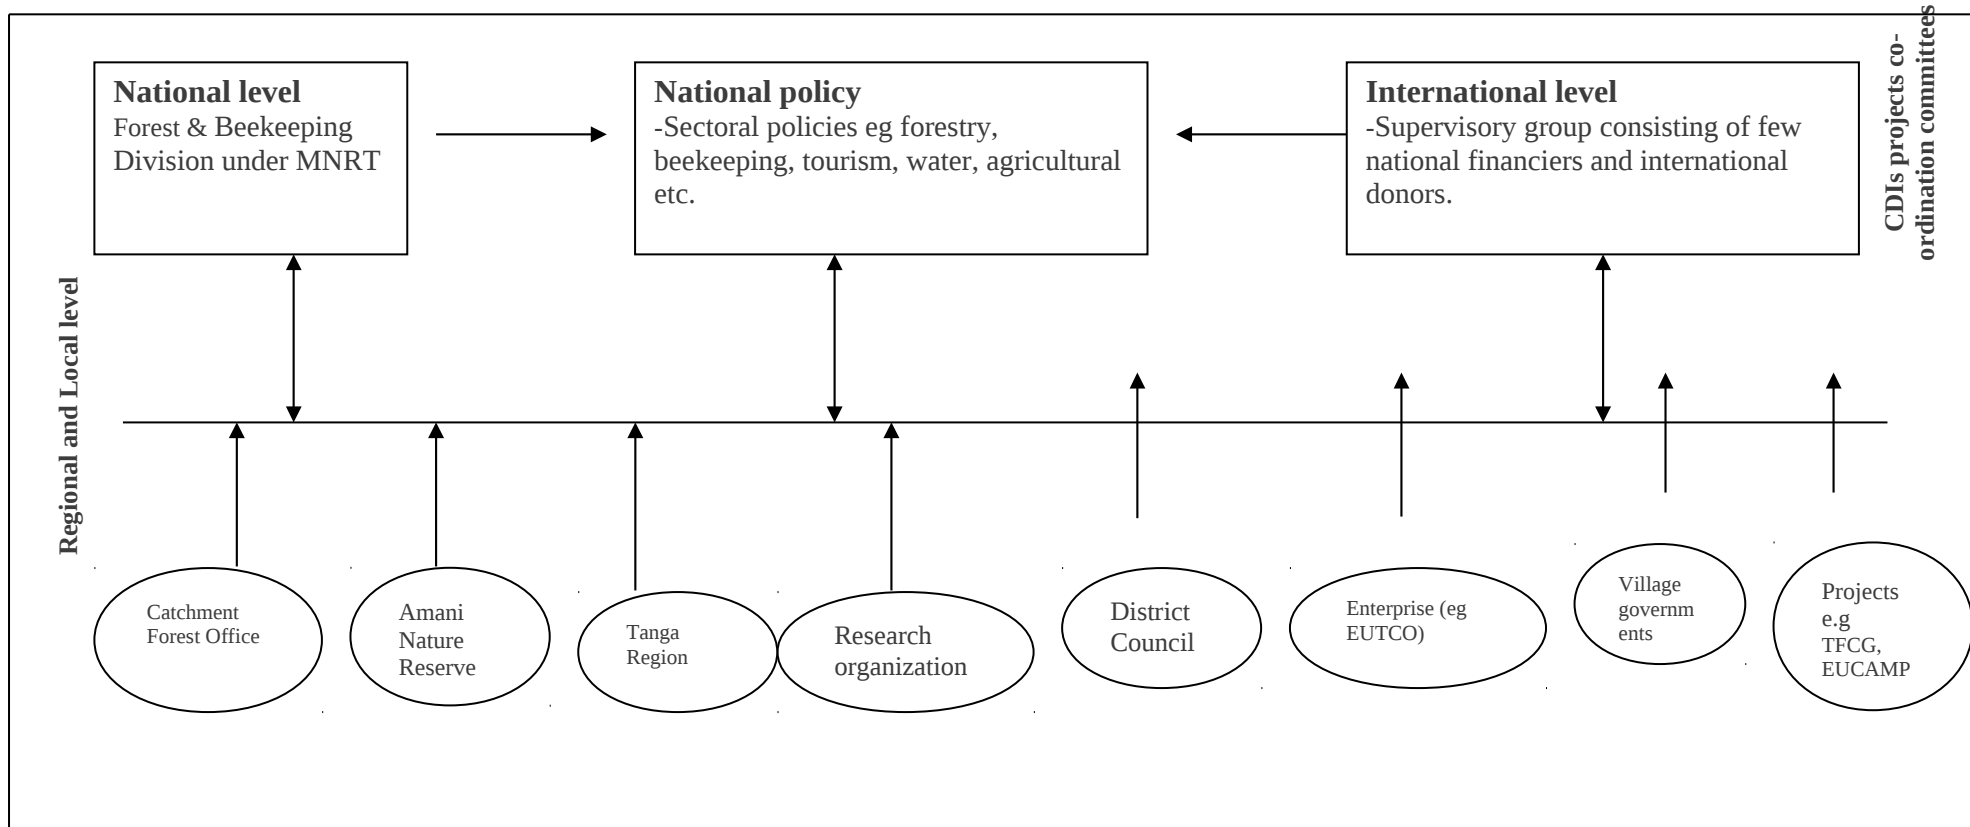 National level
Forest & Beekeeping
Division under MNRT
National policy
-Sectoral policies eg forestry,
beekeeping, tourism, water, agricultural
etc.
International level
-Supervisory group consisting of few
national financiers and international
donors.
CDIs projects co-
ordination committees
Regional and Local level
Catchment
Forest Office
Amani
Nature
Reserve
Tanga
Region
Research
organization
District
Council
Enterprise (eg
EUTCO)
Village
governm
ents
Projects
e.g
TFCG,
EUCAMP